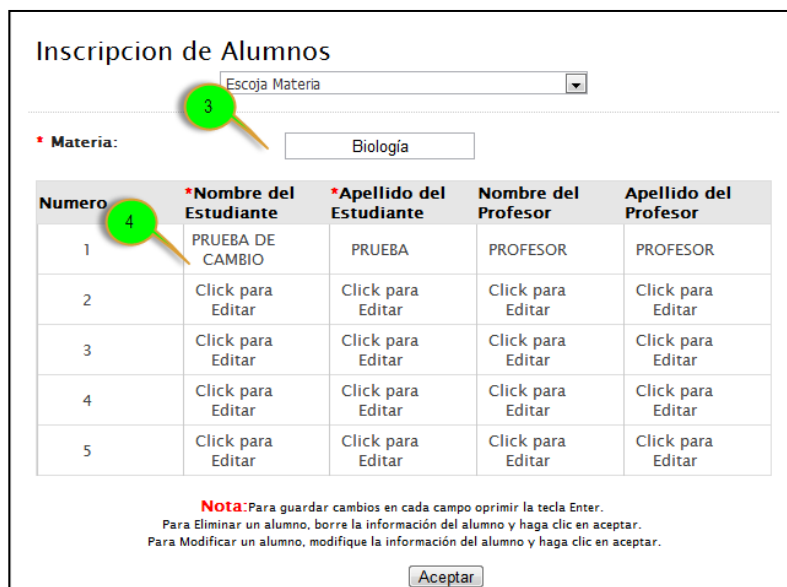 Inscripcion de Alumnos
Escoja Materia
3
* Materia:
Biología
Numero *Nombre del Estudiante *Apellido del Estudiante Nombre del Profesor Apellido del Profesor
4
1 PRUEBA DE CAMBIO PRUEBA PROFESOR PROFESOR
2 Click para Editar Click para Editar Click para Editar Click para Editar
3 Click para Editar Click para Editar Click para Editar Click para Editar
4 Click para Editar Click para Editar Click para Editar Click para Editar
5 Click para Editar Click para Editar Click para Editar Click para Editar
Nota:Para guardar cambios en cada campo oprimir la tecla Enter.
Para Eliminar un alumno, borre la información del alumno y haga clic en aceptar.
Para Modificar un alumno, modifique la información del alumno y haga clic en aceptar.
Aceptar